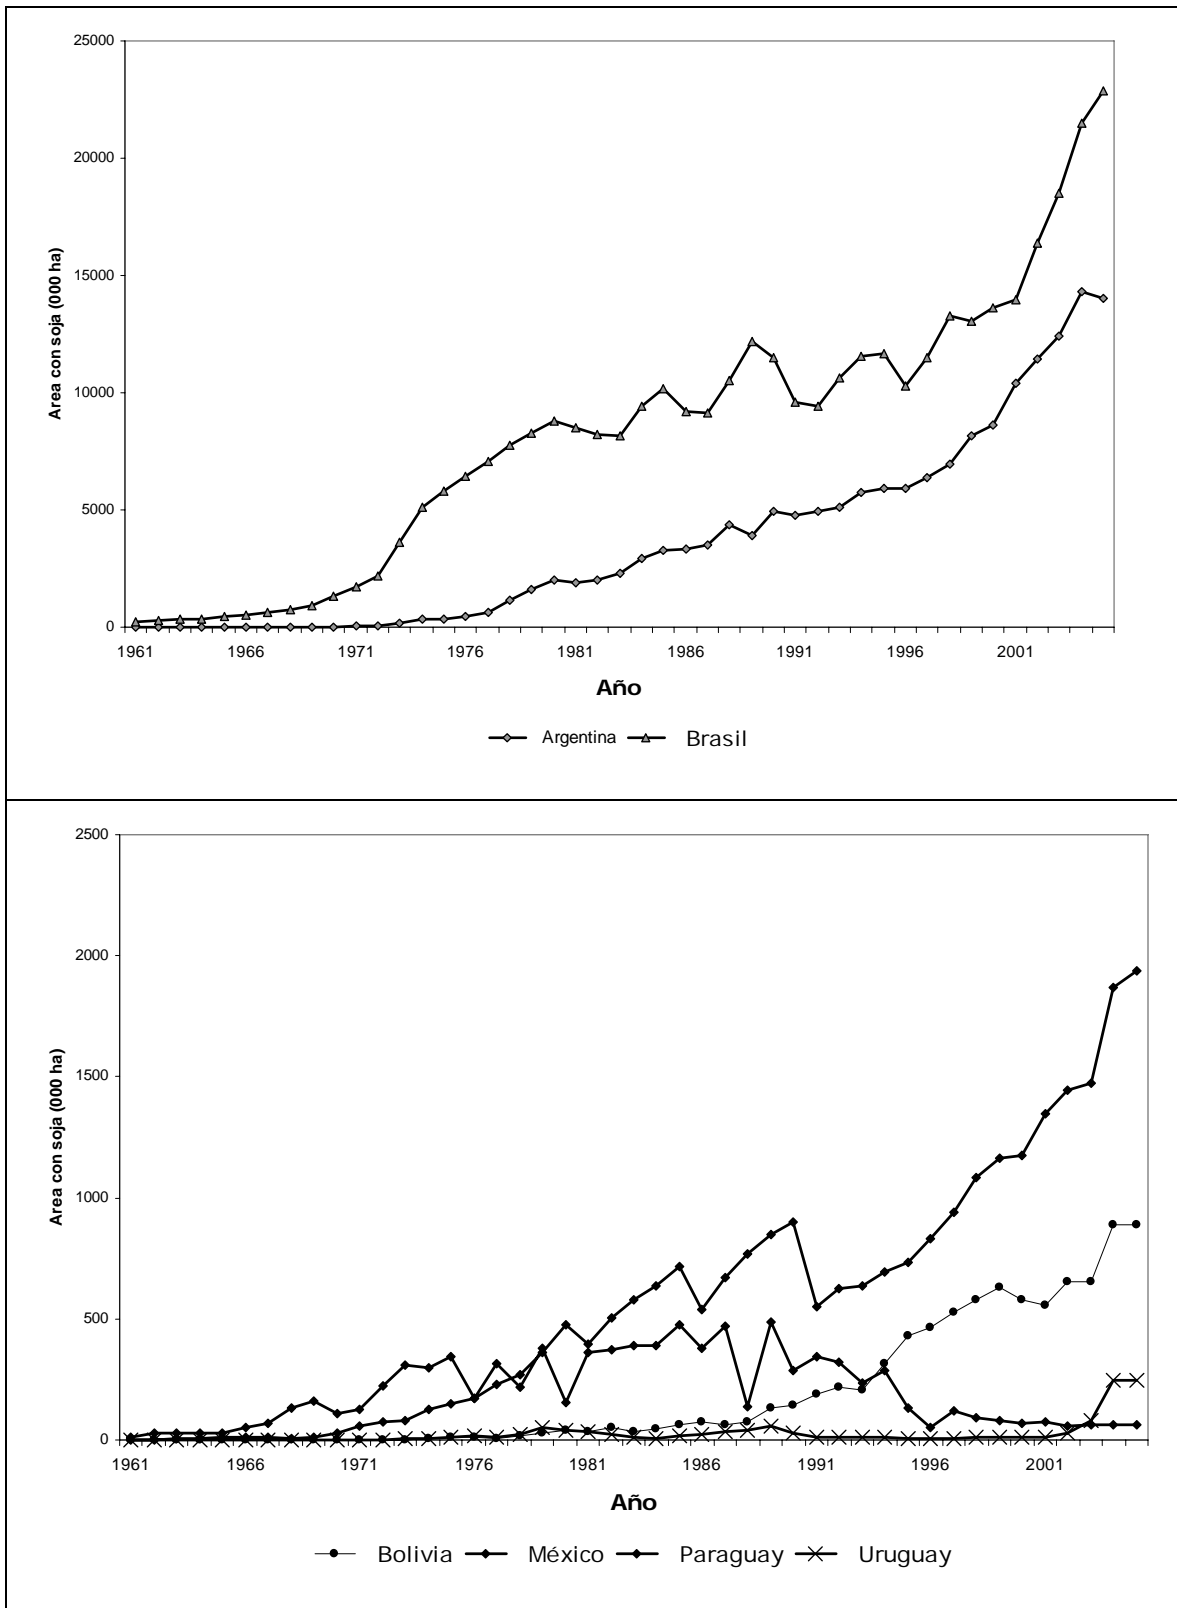 25000
20000
15000
10000
5000
0
Area con soja (000 ha)
1961 1966 1971 1976 1981 1986 1991 1996 2001
Año
Argentina Brasil
2500
2000
1500
1000
500
0
Area con soja (000 ha)
1961 1966 1971 1976 1981 1986 1991 1996 2001
Año
Bolivia México Paraguay Uruguay